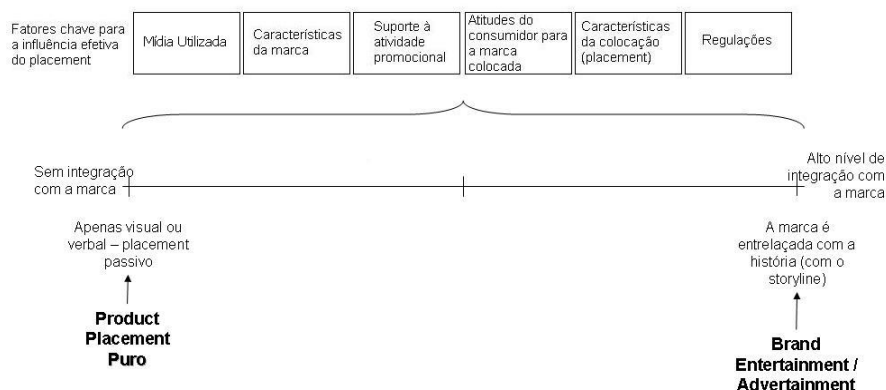 Fatores chave para
a influência efetiva
do placement
Mídia Utilizada
Características
da marca
Suporte à
atividade
promocional
Atitudes do
consumidor para
a marca
colocada
Características
da colocação
(placement)
Regulações
Sem integração
com a marca
Alto nível de
integração com
a marca
Apenas visual ou
verbal – placement
passivo
A marca é
entrelaçada com a
história (com o
storyline)
Product
Placement
Puro
Brand
Entertainment /
Advertainment